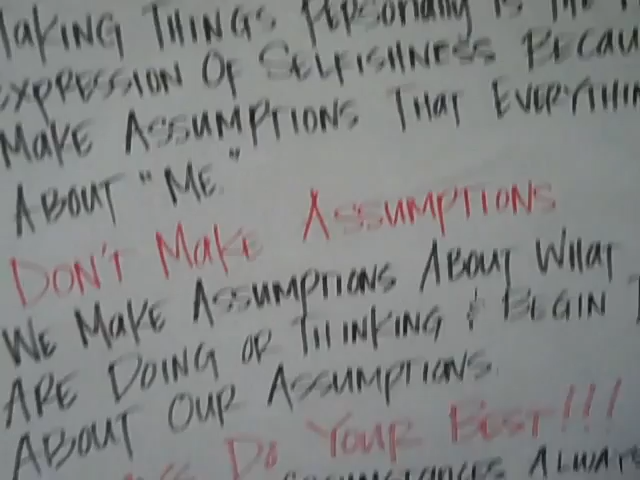 TAKING THINGS PERSONALLY IS THE
EXPRESSION OF SELFISHNESS BECAU
MAKE ASSUMPTIONS THAT EVERYTHIN
ABOUT "ME."
DON'T MAKE ASSUMPTIONS
WE MAKE ASSUMPTIONS ABOUT WHAT
ARE DOING OR THINKING & BEGIN
ABOUT OUR ASSUMPTIONS.
DO YOUR BEST!!!
ALWAYS